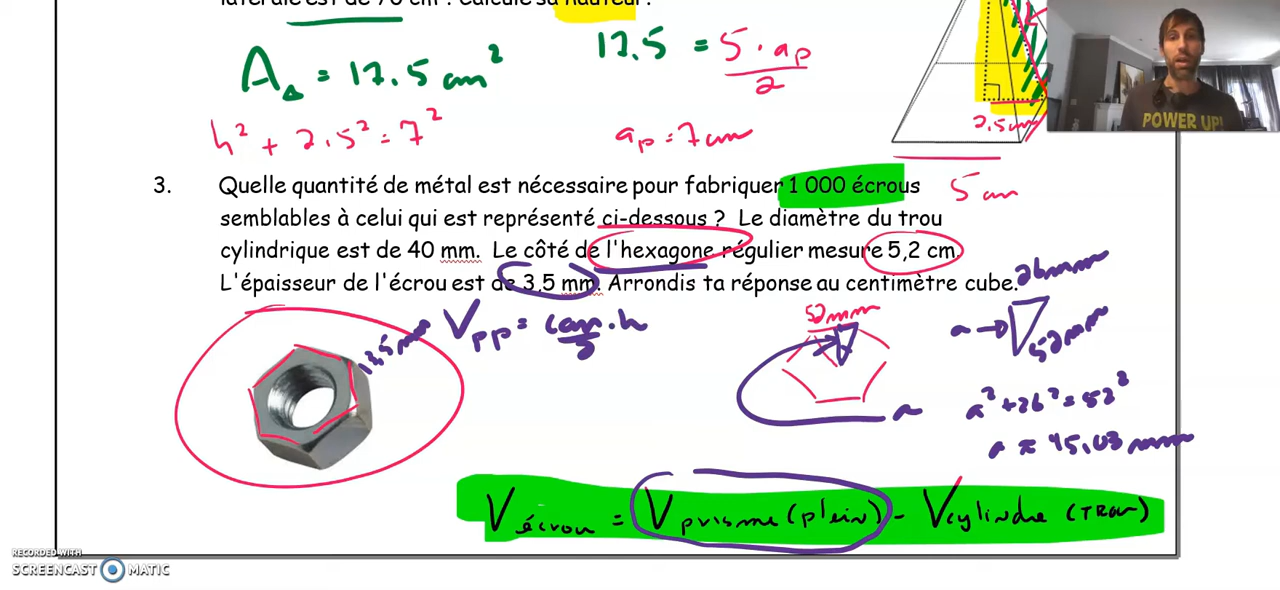 latérale est de 70 cm² ? Calcule sa hauteur.
A△ = 17.5 cm²
17.5 = 5 · ap / 2
h² + 2.5² = 7²
ap = 7 cm
2.5 cm
5 cm
POWER UP!
3. Quelle quantité de métal est nécessaire pour fabriquer 1 000 écrous
semblables à celui qui est représenté ci-dessous ? Le diamètre du trou
cylindrique est de 40 mm. Le côté de l'hexagone régulier mesure 5,2 cm.
L'épaisseur de l'écrou est de 3,5 mm. Arrondis ta réponse au centimètre cube.
26 mm
52 mm
a
52 mm
a
a² + 26² = 52²
a ≈ 45,03 mm
V écrou = V prisme (plein) - V cylindre (TROU)
RECORDED WITH
SCREENCAST MATIC